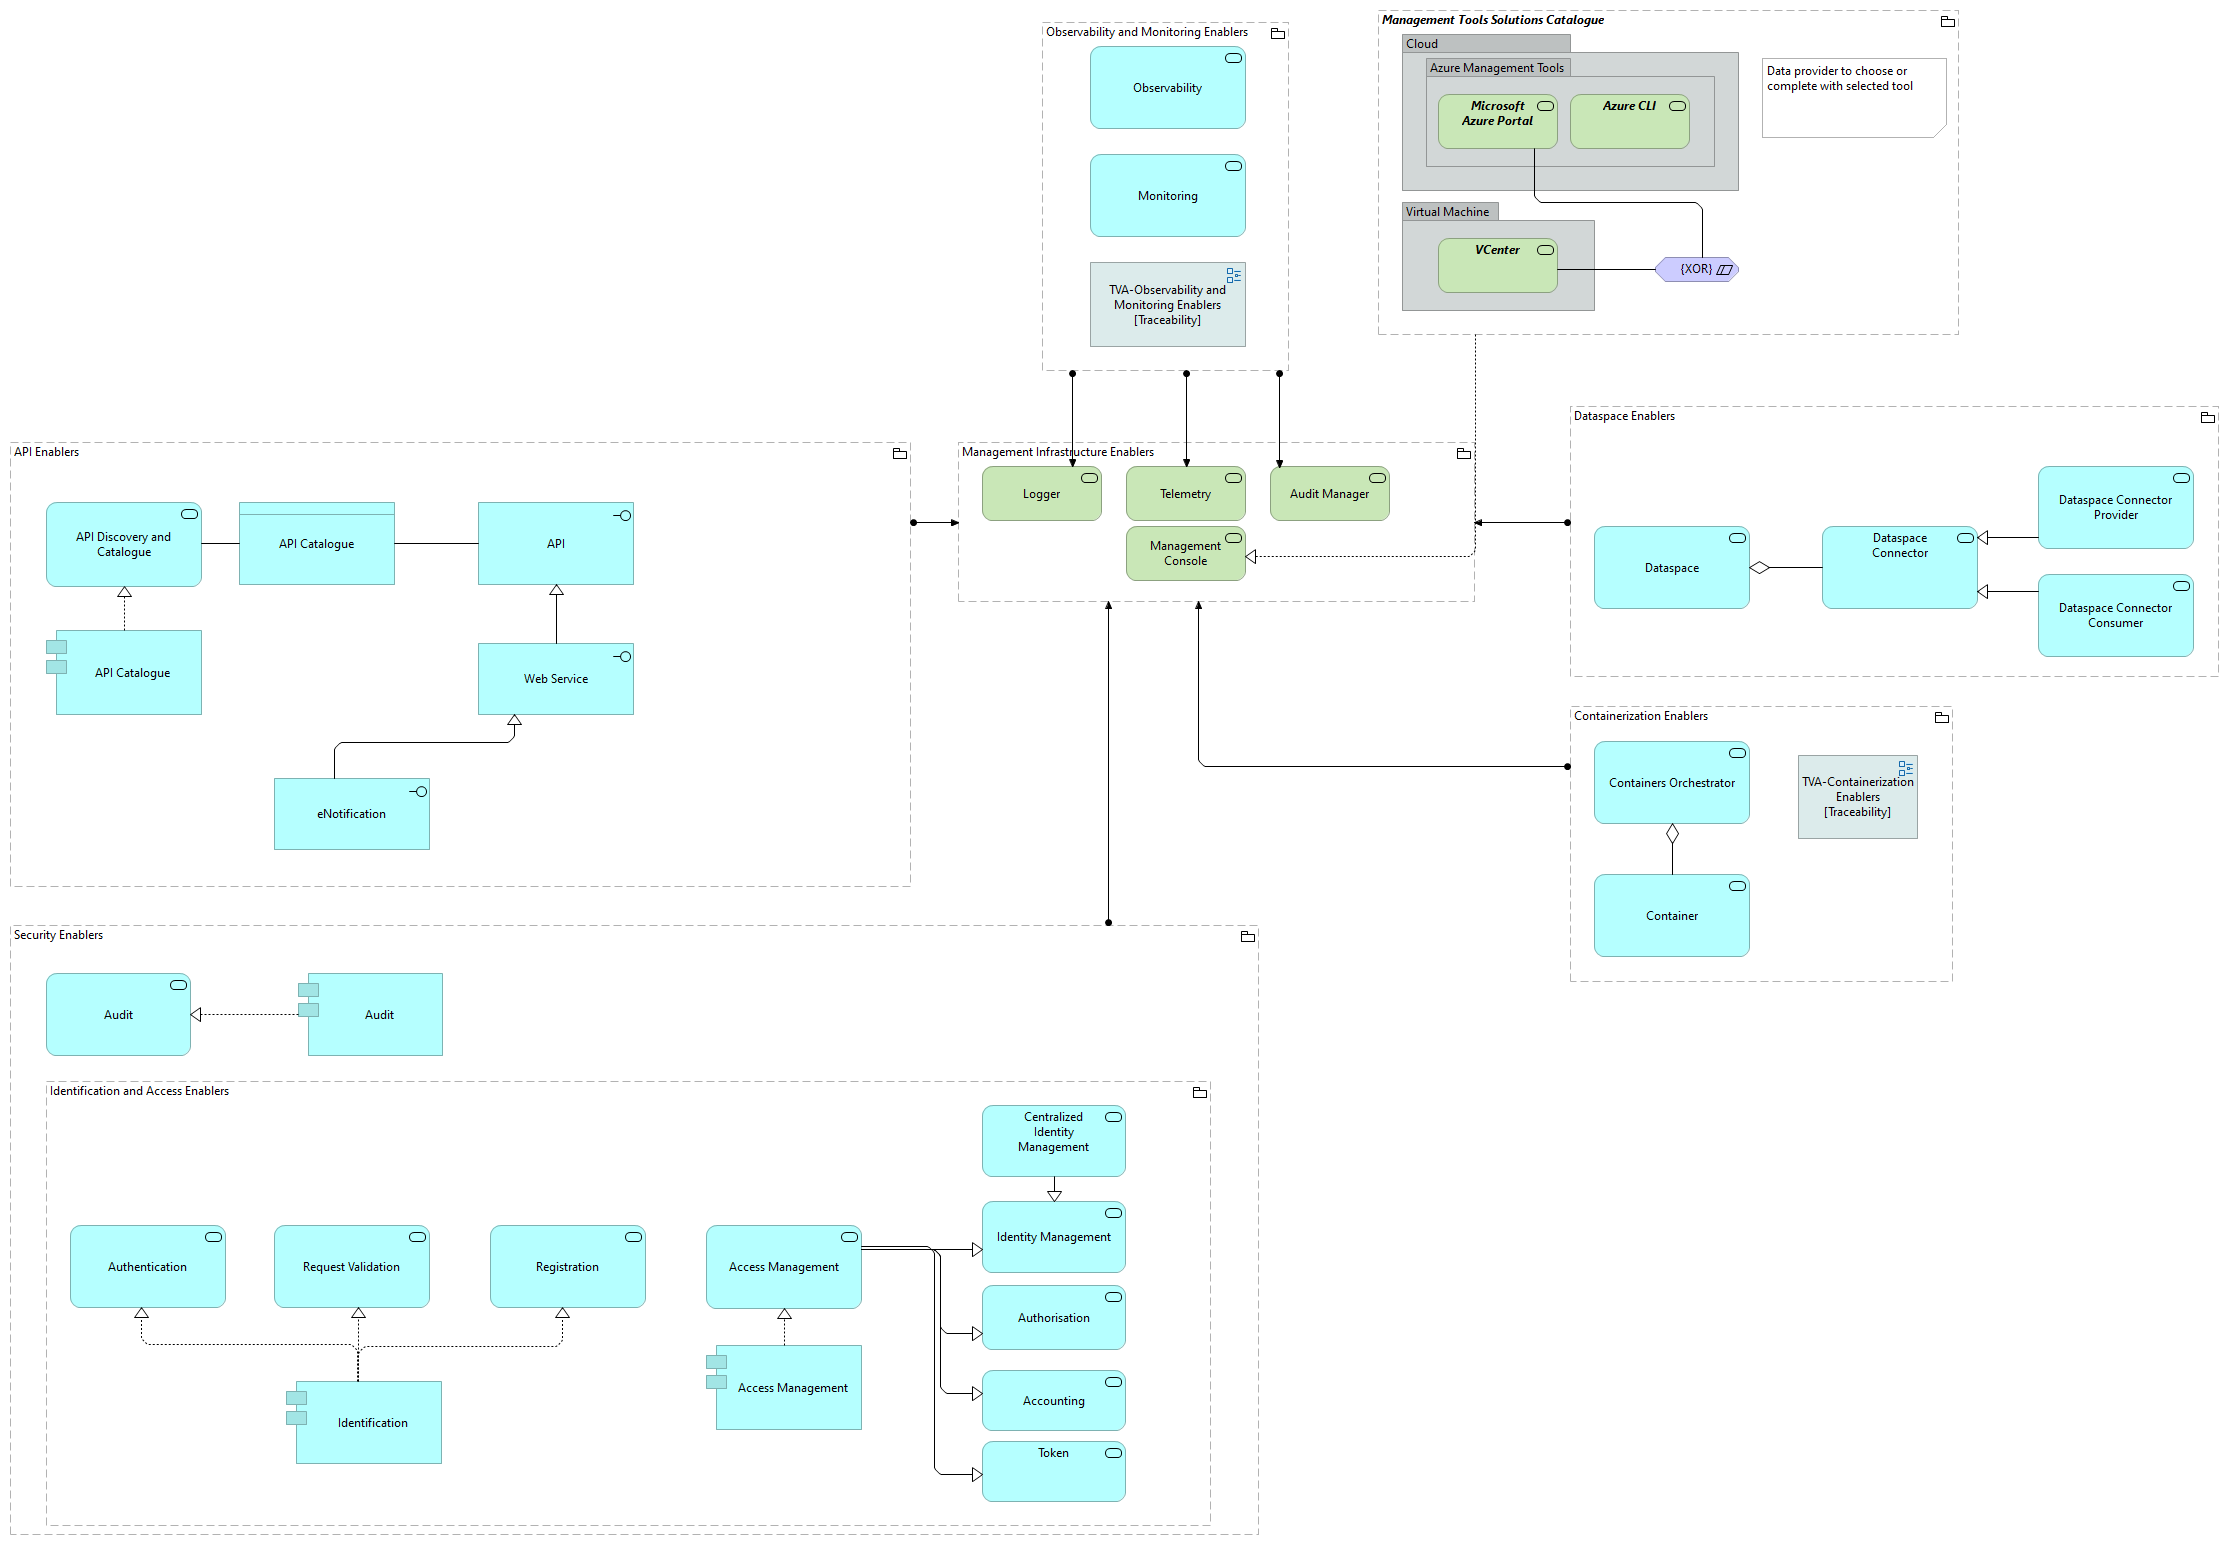 Management Tools Solutions Catalogue
Cloud
Azure Management Tools
Microsoft
Azure Portal
Azure CLI
Data provider to choose or
complete with selected tool
Virtual Machine
VCenter
{XOR}
Observability and Monitoring Enablers
Observability
Monitoring
TVA-Observability and
Monitoring Enablers
[Traceability]
API Enablers
API Discovery and
Catalogue
API Catalogue
API
API Catalogue
Web Service
eNotification
Management Infrastructure Enablers
Logger
Telemetry
Audit Manager
Management
Console
Dataspace Enablers
Dataspace
Dataspace
Connector
Dataspace Connector
Provider
Dataspace Connector
Consumer
Containerization Enablers
Containers Orchestrator
TVA-Containerization
Enablers
[Traceability]
Container
Security Enablers
Audit
Audit
Identification and Access Enablers
Centralized
Identity
Management
Authentication
Request Validation
Registration
Access Management
Identity Management
Authorisation
Access Management
Accounting
Identification
Token